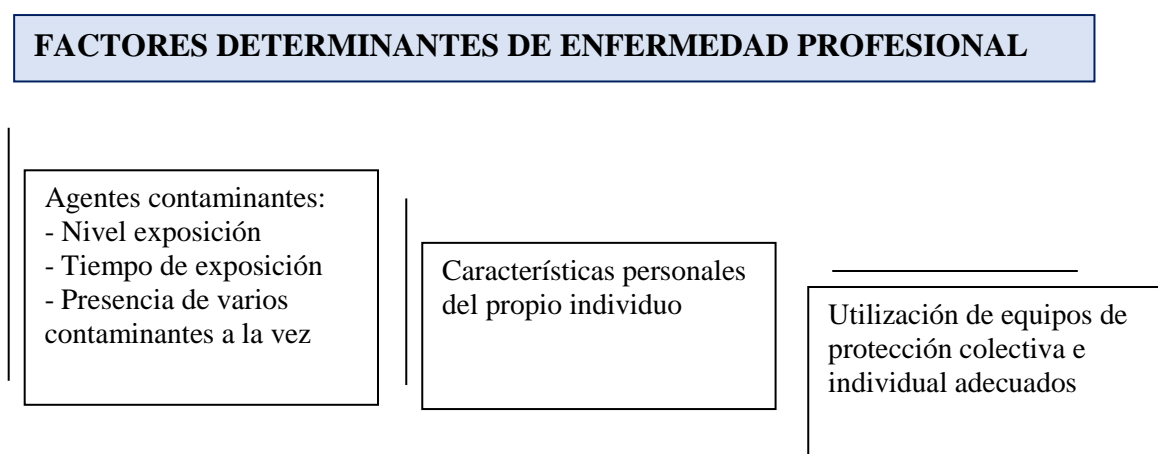 FACTORES DETERMINANTES DE ENFERMEDAD PROFESIONAL
Agentes contaminantes:
- Nivel exposición
- Tiempo de exposición
- Presencia de varios
contaminantes a la vez
Características personales
del propio individuo
Utilización de equipos de
protección colectiva e
individual adecuados